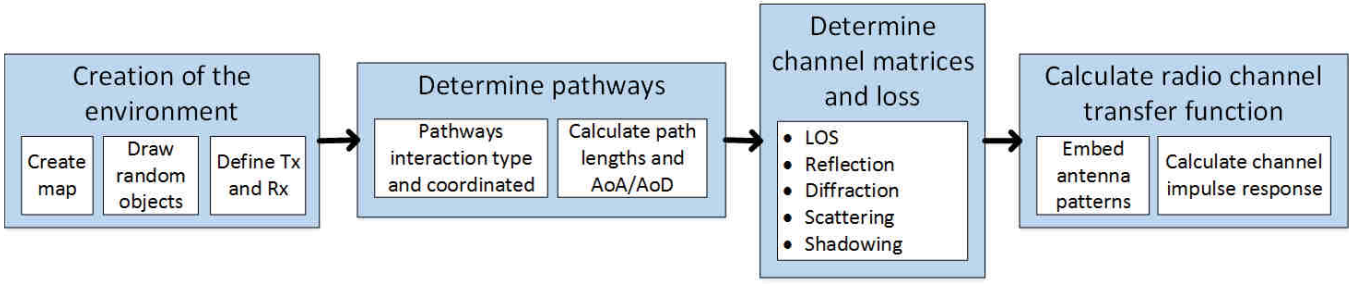 Creation of the
environment
Create
map
Draw
random
objects
Define Tx
and Rx
Determine pathways
Pathways
interaction type
and coordinated
Calculate path
lengths and
AoA/AoD
Determine
channel matrices
and loss
• LOS
• Reflection
• Diffraction
• Scattering
• Shadowing
Calculate radio channel
transfer function
Embed
antenna
patterns
Calculate channel
impulse response